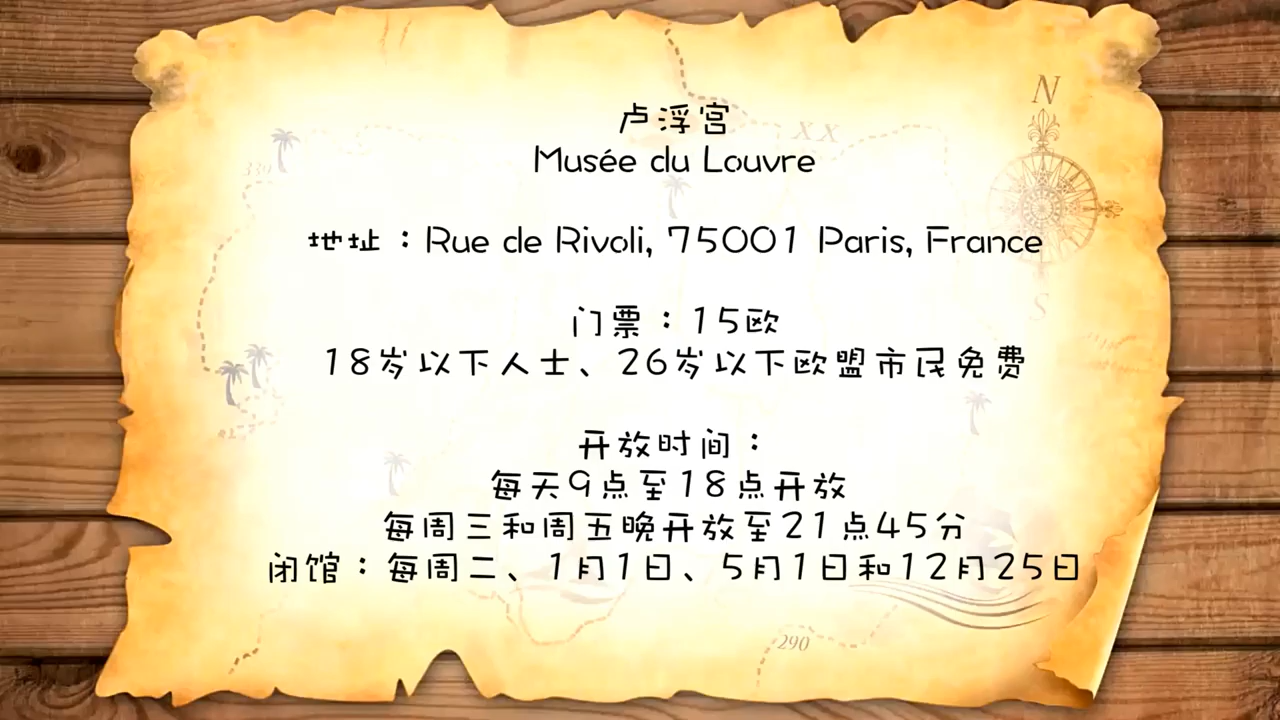 卢浮宫
Musée du Louvre
地址：Rue de Rivoli, 75001 Paris, France
门票：15欧
18岁以下人士、26岁以下欧盟市民免费
开放时间：
每天9点至18点开放
每周三和周五晚开放至21点45分
闭馆：每周二、1月1日、5月1日和12月25日
N
XX
330
S
290